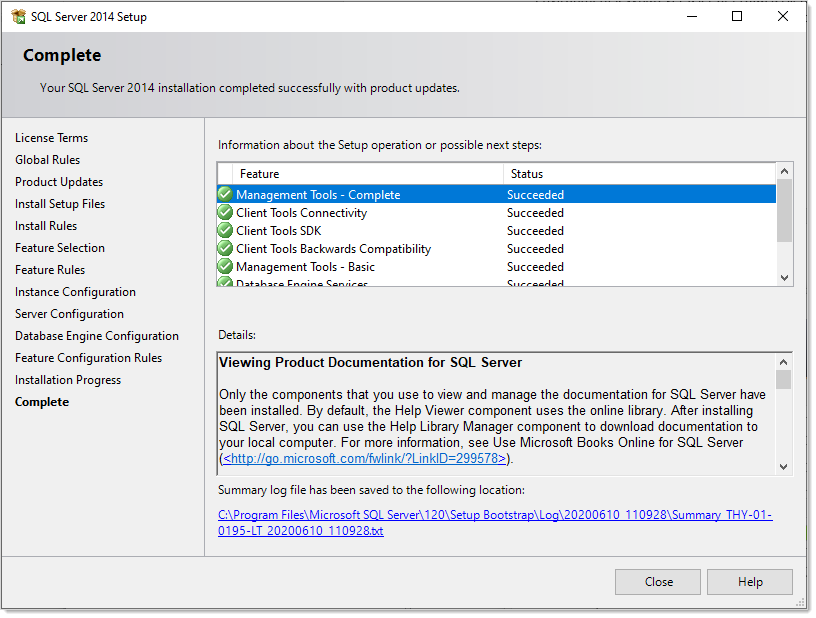 SQL Server 2014 Setup
Complete
Your SQL Server 2014 installation completed successfully with product updates.
License Terms
Global Rules
Product Updates
Install Setup Files
Install Rules
Feature Selection
Feature Rules
Instance Configuration
Server Configuration
Database Engine Configuration
Feature Configuration Rules
Installation Progress
Complete
Information about the Setup operation or possible next steps:
Feature Status
Management Tools - Complete Succeeded
Client Tools Connectivity Succeeded
Client Tools SDK Succeeded
Client Tools Backwards Compatibility Succeeded
Management Tools - Basic Succeeded
Database Engine Services Succeeded
Details:
Viewing Product Documentation for SQL Server
Only the components that you use to view and manage the documentation for SQL Server have
been installed. By default, the Help Viewer component uses the online library. After installing
SQL Server, you can use the Help Library Manager component to download documentation to
your local computer. For more information, see Use Microsoft Books Online for SQL Server
(<http://go.microsoft.com/fwlink/?LinkID=299578>).
Summary log file has been saved to the following location:
C:\Program Files\Microsoft SQL Server\120\Setup Bootstrap\Log\20200610_110928\Summary_THY-01-
0195-LT_20200610_110928.txt
Close Help